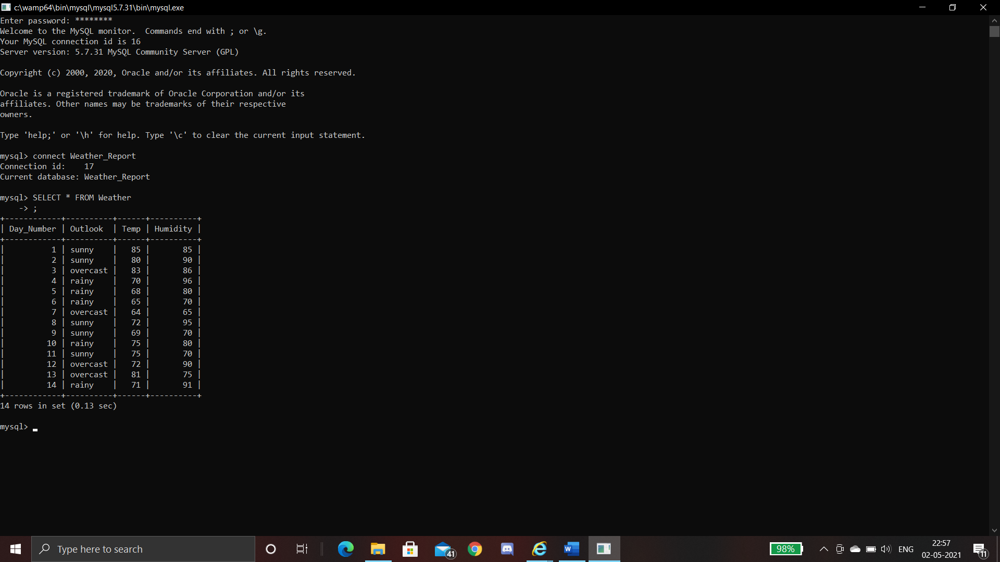 c:\wamp64\bin\mysql\mysql5.7.31\bin\mysql.exe
Enter password: ********
Welcome to the MySQL monitor.  Commands end with ; or \g.
Your MySQL connection id is 16
Server version: 5.7.31 MySQL Community Server (GPL)

Copyright (c) 2000, 2020, Oracle and/or its affiliates. All rights reserved.

Oracle is a registered trademark of Oracle Corporation and/or its
affiliates. Other names may be trademarks of their respective
owners.

Type 'help;' or '\h' for help. Type '\c' to clear the current input statement.

mysql> connect Weather_Report
Connection id:    17
Current database: Weather_Report

mysql> SELECT * FROM Weather
    -> ;
+------------+----------+------+----------+
| Day_Number | Outlook  | Temp | Humidity |
+------------+----------+------+----------+
|          1 | sunny    |   85 |       85 |
|          2 | sunny    |   80 |       90 |
|          3 | overcast |   83 |       86 |
|          4 | rainy    |   70 |       96 |
|          5 | rainy    |   68 |       80 |
|          6 | rainy    |   65 |       70 |
|          7 | overcast |   64 |       65 |
|          8 | sunny    |   72 |       95 |
|          9 | sunny    |   69 |       70 |
|         10 | rainy    |   75 |       80 |
|         11 | sunny    |   75 |       70 |
|         12 | overcast |   72 |       90 |
|         13 | overcast |   81 |       75 |
|         14 | rainy    |   71 |       91 |
+------------+----------+------+----------+
14 rows in set (0.13 sec)

mysql> _
Type here to search
41
W
98%
ENG
22:57
02-05-2021
11